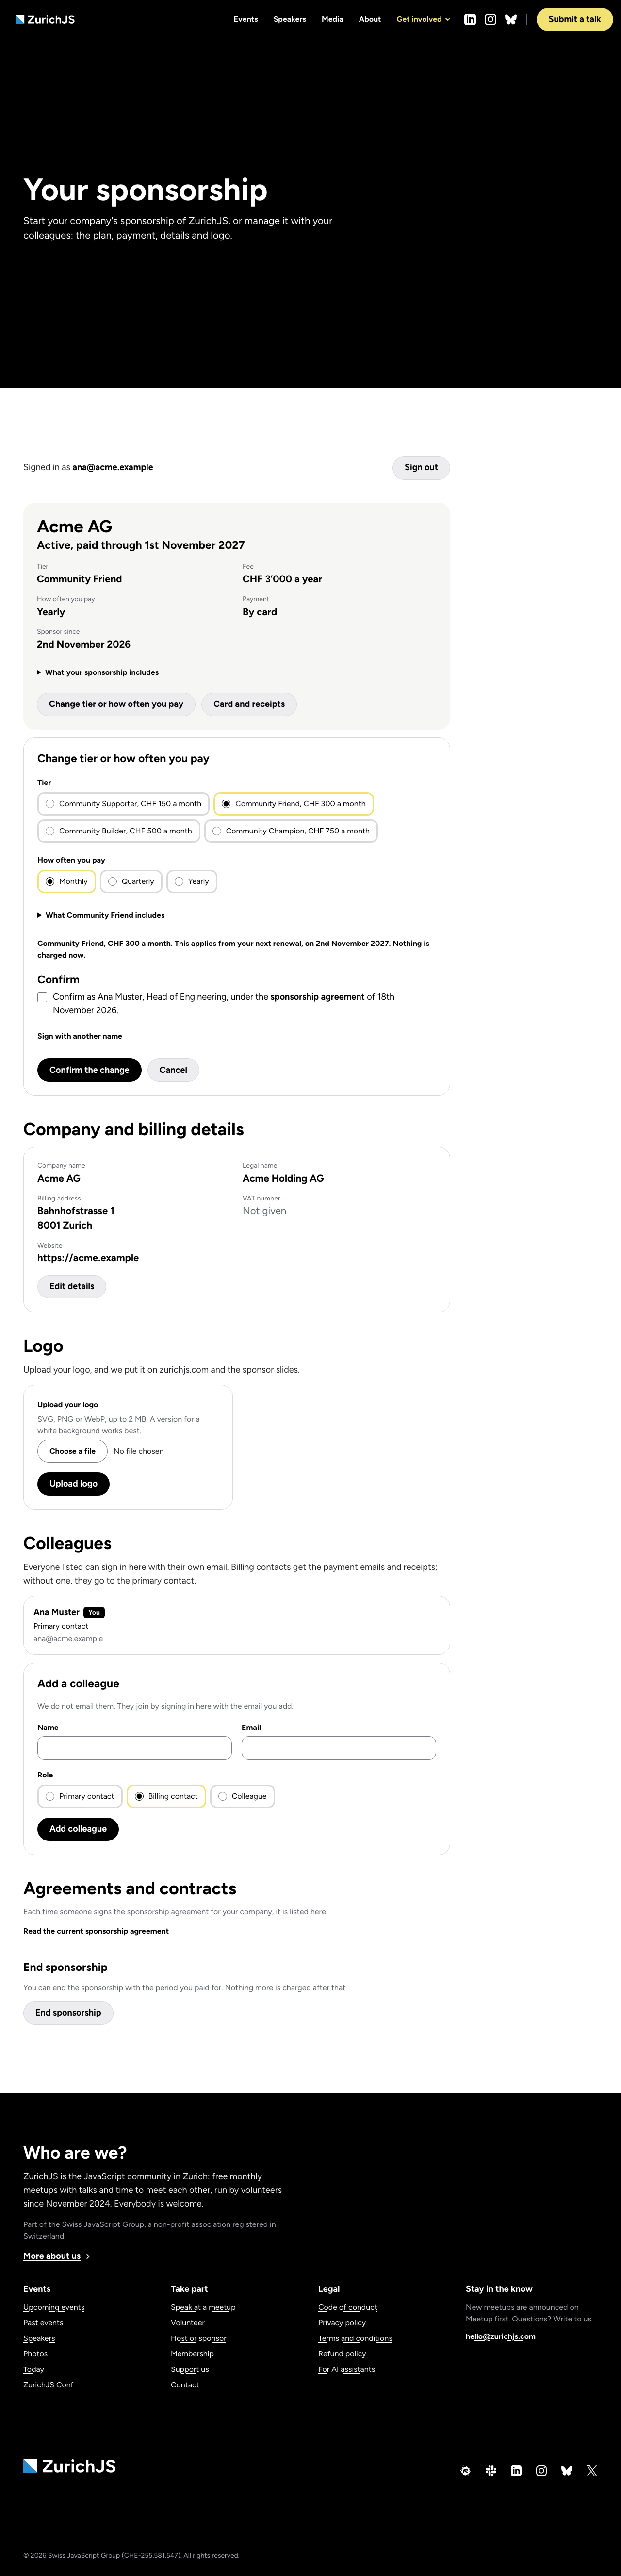 ZurichJS
Events
Speakers
Media
About
Get involved
Submit a talk
Your sponsorship
Start your company's sponsorship of ZurichJS, or manage it with your
colleagues: the plan, payment, details and logo.
Signed in as ana@acme.example
Sign out
Acme AG
Active, paid through 1st November 2027
Tier
Community Friend
Fee
CHF 3'000 a year
How often you pay
Yearly
Payment
By card
Sponsor since
2nd November 2026
What your sponsorship includes
Change tier or how often you pay
Card and receipts
Change tier or how often you pay
Tier
Community Supporter, CHF 150 a month
Community Friend, CHF 300 a month
Community Builder, CHF 500 a month
Community Champion, CHF 750 a month
How often you pay
Monthly
Quarterly
Yearly
What Community Friend includes
Community Friend, CHF 300 a month. This applies from your next renewal, on 2nd November 2027. Nothing is
charged now.
Confirm
Confirm as Ana Muster, Head of Engineering, under the sponsorship agreement of 18th
November 2026.
Sign with another name
Confirm the change
Cancel
Company and billing details
Company name
Acme AG
Legal name
Acme Holding AG
Billing address
Bahnhofstrasse 1
8001 Zurich
VAT number
Not given
Website
https://acme.example
Edit details
Logo
Upload your logo, and we put it on zurichjs.com and the sponsor slides.
Upload your logo
SVG, PNG or WebP, up to 2 MB. A version for a
white background works best.
Choose a file
No file chosen
Upload logo
Colleagues
Everyone listed can sign in here with their own email. Billing contacts get the payment emails and receipts;
without one, they go to the primary contact.
Ana Muster
You
Primary contact
ana@acme.example
Add a colleague
We do not email them. They join by signing in here with the email you add.
Name
Email
Role
Primary contact
Billing contact
Colleague
Add colleague
Agreements and contracts
Each time someone signs the sponsorship agreement for your company, it is listed here.
Read the current sponsorship agreement
End sponsorship
You can end the sponsorship with the period you paid for. Nothing more is charged after that.
End sponsorship
Who are we?
ZurichJS is the JavaScript community in Zurich: free monthly
meetups with talks and time to meet each other, run by volunteers
since November 2024. Everybody is welcome.
Part of the Swiss JavaScript Group, a non-profit association registered in
Switzerland.
More about us
Events
Upcoming events
Past events
Speakers
Photos
Today
ZurichJS Conf
Take part
Speak at a meetup
Volunteer
Host or sponsor
Membership
Support us
Contact
Legal
Code of conduct
Privacy policy
Terms and conditions
Refund policy
For AI assistants
Stay in the know
New meetups are announced on
Meetup first. Questions? Write to us.
hello@zurichjs.com
ZurichJS
© 2026 Swiss JavaScript Group (CHE-255.581.547). All rights reserved.